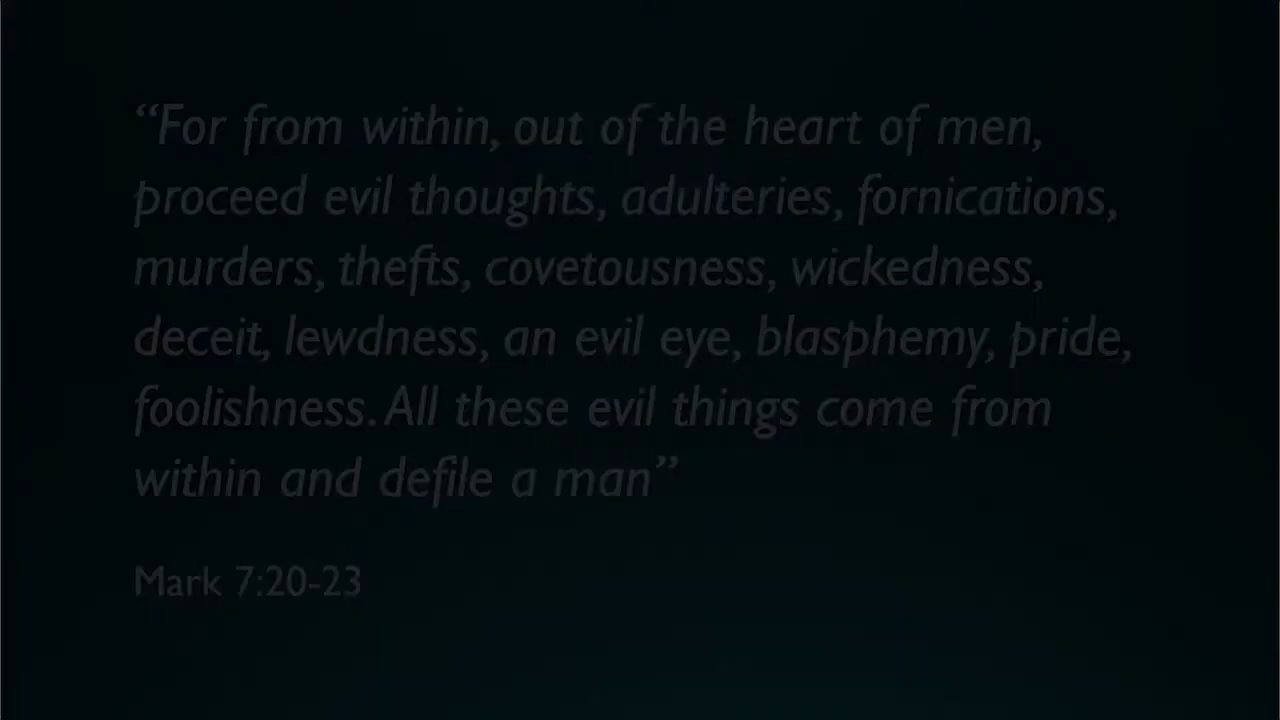 “For from within, out of the heart of men,
proceed evil thoughts, adulteries, fornications,
murders, thefts, covetousness, wickedness,
deceit, lewdness, an evil eye, blasphemy, pride,
foolishness. All these evil things come from
within and defile a man”
Mark 7:20-23